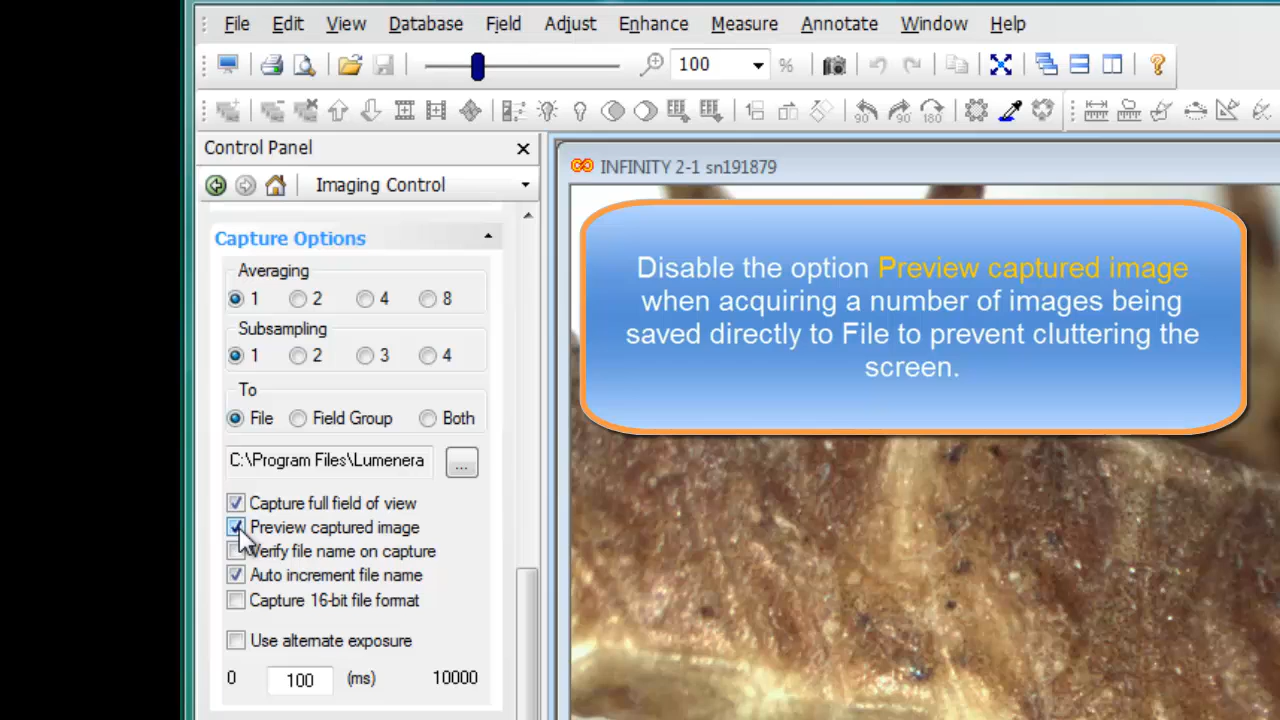 File Edit View Database Field Adjust Enhance Measure Annotate Window Help
100 %
90 90 180
Control Panel
Imaging Control
INFINITY 2-1 sn191879
Capture Options
Averaging
1 2 4 8
Subsampling
1 2 3 4
To
File Field Group Both
C:\Program Files\Lumenera ...
Capture full field of view
Preview captured image
Verify file name on capture
Auto increment file name
Capture 16-bit file format
Use alternate exposure
0 100 (ms) 10000
Disable the option Preview captured image
when acquiring a number of images being
saved directly to File to prevent cluttering the
screen.